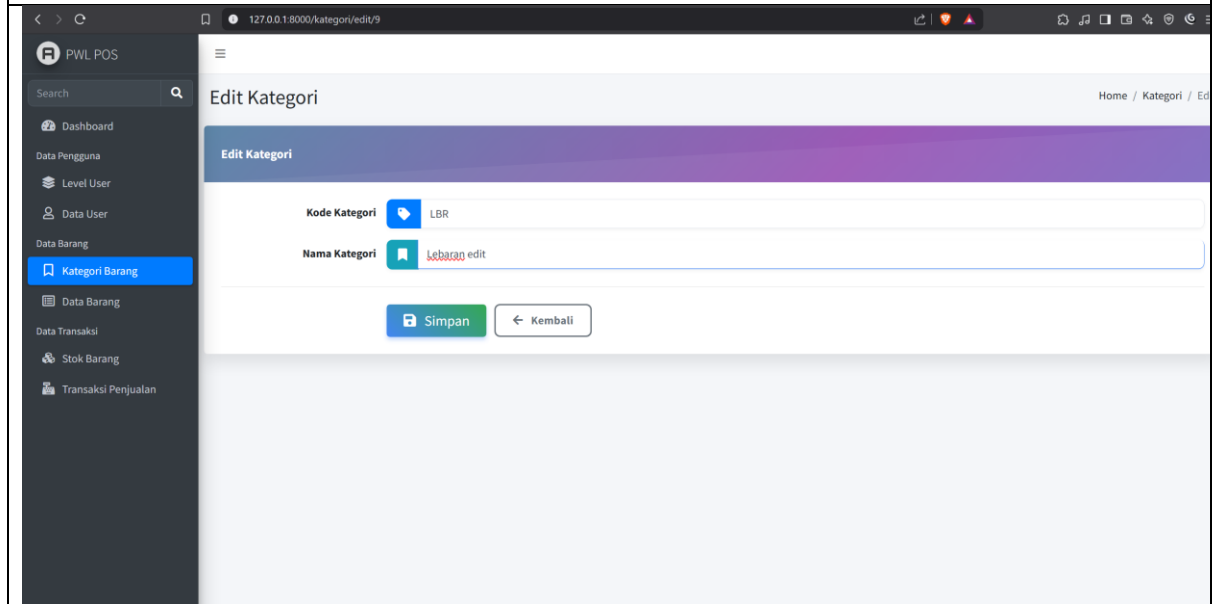 127.0.0.1:8000/kategori/edit/9
PWL POS
Search
Dashboard
Data Pengguna
Level User
Data User
Data Barang
Kategori Barang
Data Barang
Data Transaksi
Stok Barang
Transaksi Penjualan
Edit Kategori
Home / Kategori / Ed
Edit Kategori
Kode Kategori LBR
Nama Kategori Lebaran edit
Simpan
Kembali